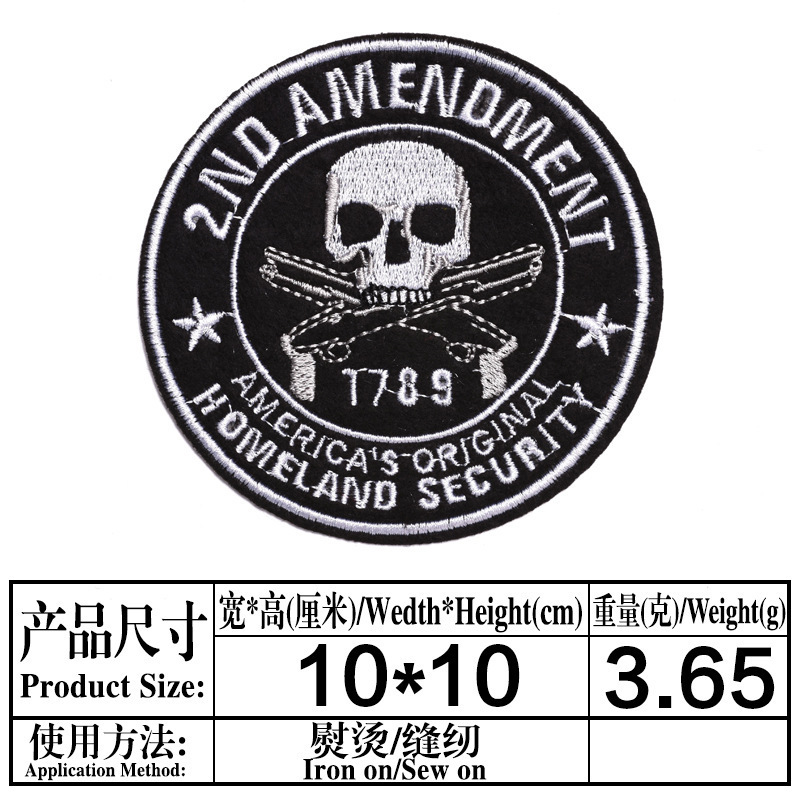 2ND AMENDMENT
1789
AMERICA'S ORIGINAL
HOMELAND SECURITY
产品尺寸
Product Size:
宽*高(厘米)/Wedth*Height(cm)
10*10
重量(克)/Weight(g)
3.65
使用方法:
Application Method:
熨烫/缝纫
Iron on/Sew on